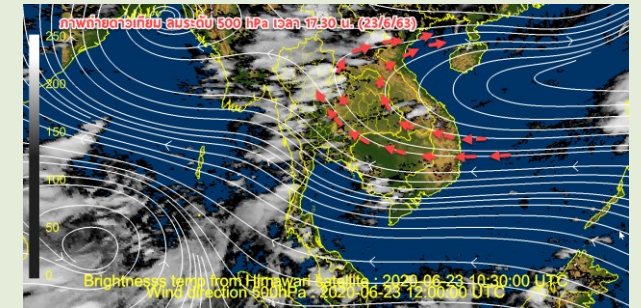 ภาพถ่ายดาวเทียม ลมระดับ 500 hPa เวลา 17.30 น. (23/6/63)
250
200
150
100
50
0
Brightnesss temp from Himawari satellite : 2020-06-23 10:30:00 UTC
Wind direction 500hPa : 2020-06-23 12:00:00 UTC